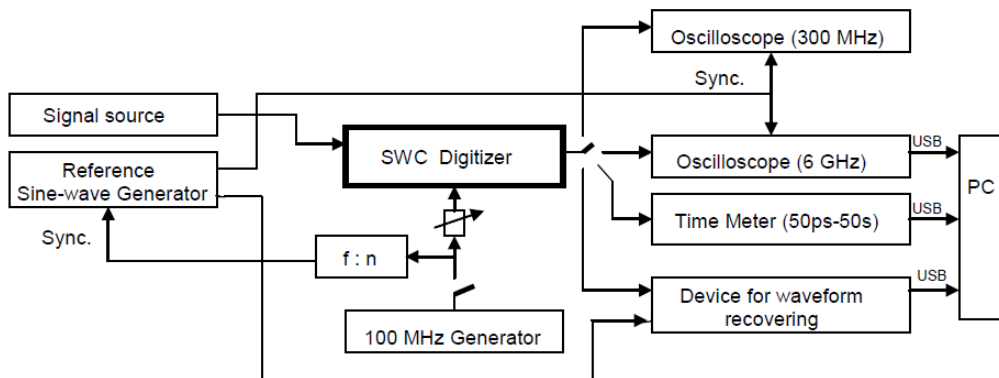 Oscilloscope (300 MHz)
Sync.
Signal source
SWC Digitizer
Oscilloscope (6 GHz)
USB
PC
Reference
Sine-wave Generator
Time Meter (50ps-50s)
USB
Sync.
f : n
USB
Device for waveform
recovering
100 MHz Generator